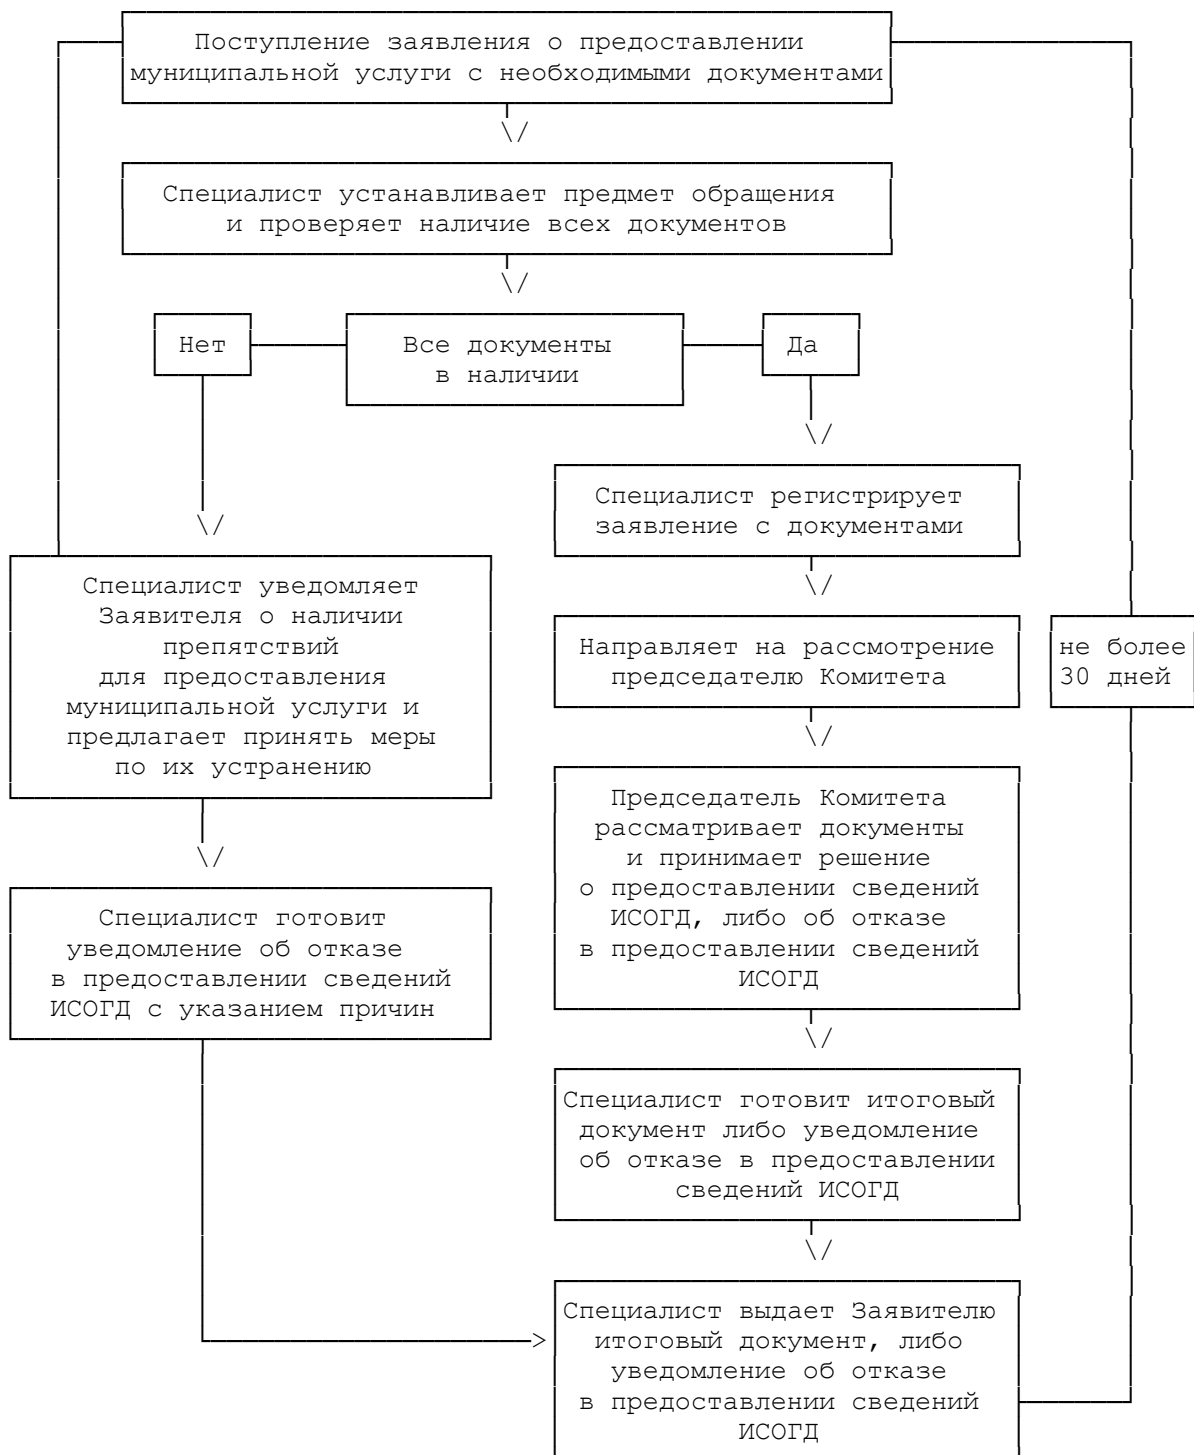 Поступление заявления о предоставлении
муниципальной услуги с необходимыми документами
\/
Специалист устанавливает предмет обращения
и проверяет наличие всех документов
\/
Нет
Все документы
в наличии
Да
\/
\/
Специалист уведомляет
Заявителя о наличии
препятствий
для предоставления
муниципальной услуги и
предлагает принять меры
по их устранению
\/
Специалист готовит
уведомление об отказе
в предоставлении сведений
ИСОГД с указанием причин
Специалист регистрирует
заявление с документами
\/
Направляет на рассмотрение
председателю Комитета
\/
Председатель Комитета
рассматривает документы
и принимает решение
о предоставлении сведений
ИСОГД, либо об отказе
в предоставлении сведений
ИСОГД
\/
Специалист готовит итоговый
документ либо уведомление
об отказе в предоставлении
сведений ИСОГД
\/
>
Специалист выдает Заявителю
итоговый документ, либо
уведомление об отказе
в предоставлении сведений
ИСОГД
не более
30 дней